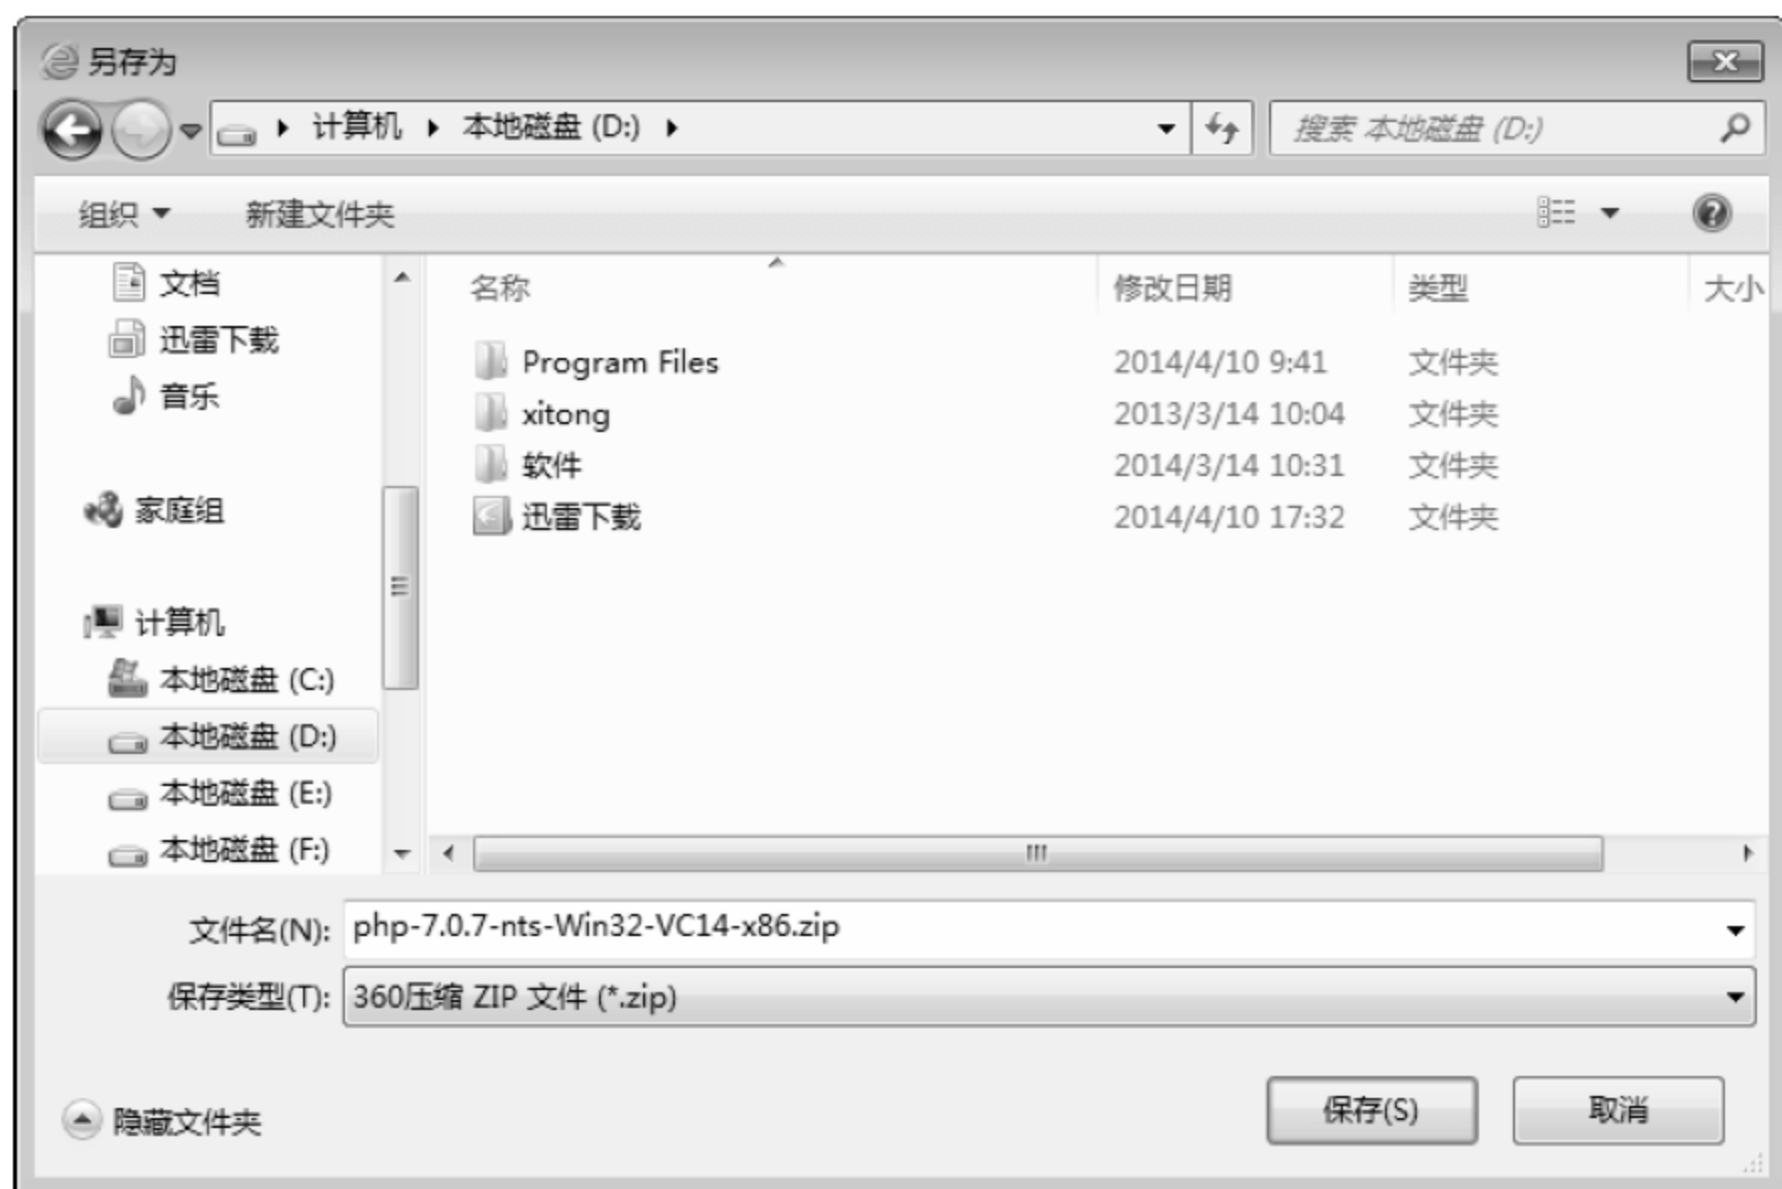 另存为
计算机 本地磁盘 (D:) 搜索 本地磁盘 (D:)
组织 新建文件夹
文档
迅雷下载
音乐
家庭组
计算机
本地磁盘 (C:)
本地磁盘 (D:)
本地磁盘 (E:)
本地磁盘 (F:)
名称 修改日期 类型 大小
Program Files 2014/4/10 9:41 文件夹
xitong 2013/3/14 10:04 文件夹
软件 2014/3/14 10:31 文件夹
迅雷下载 2014/4/10 17:32 文件夹
文件名(N): php-7.0.7-nts-Win32-VC14-x86.zip
保存类型(T): 360压缩 ZIP 文件 (*.zip)
隐藏文件夹 保存(S) 取消